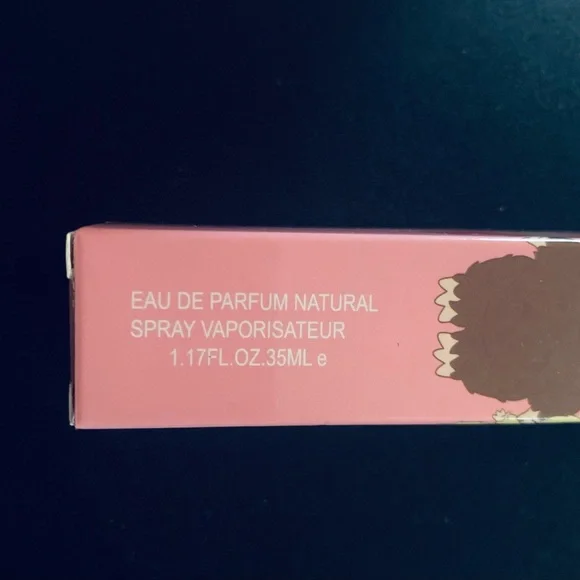 EAU DE PARFUM NATURAL
SPRAY VAPORISATEUR
1.17FL.OZ.35ML e